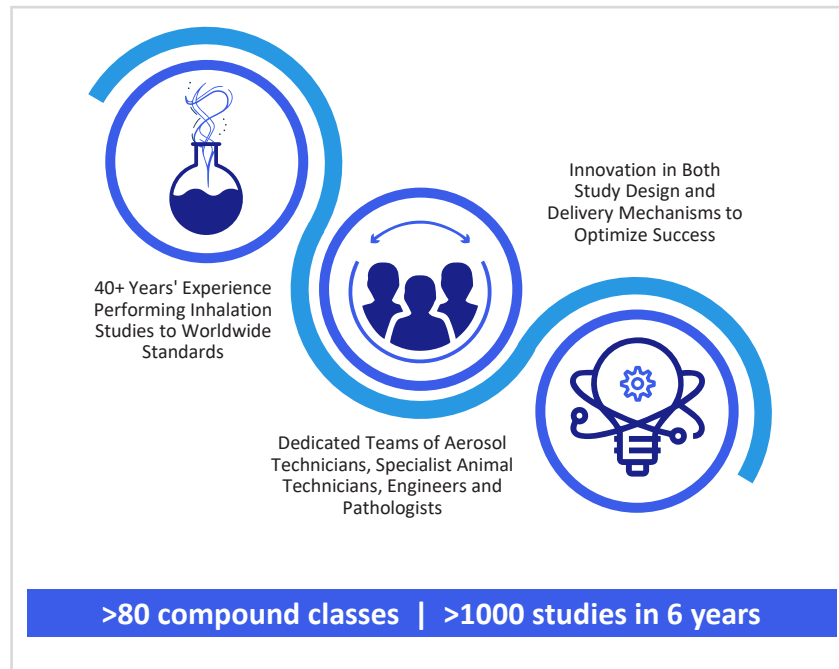 40+ Years' Experience
Performing Inhalation
Studies to Worldwide
Standards
Dedicated Teams of Aerosol
Technicians, Specialist Animal
Technicians, Engineers and
Pathologists
Innovation in Both
Study Design and
Delivery Mechanisms to
Optimize Success
>80 compound classes | >1000 studies in 6 years